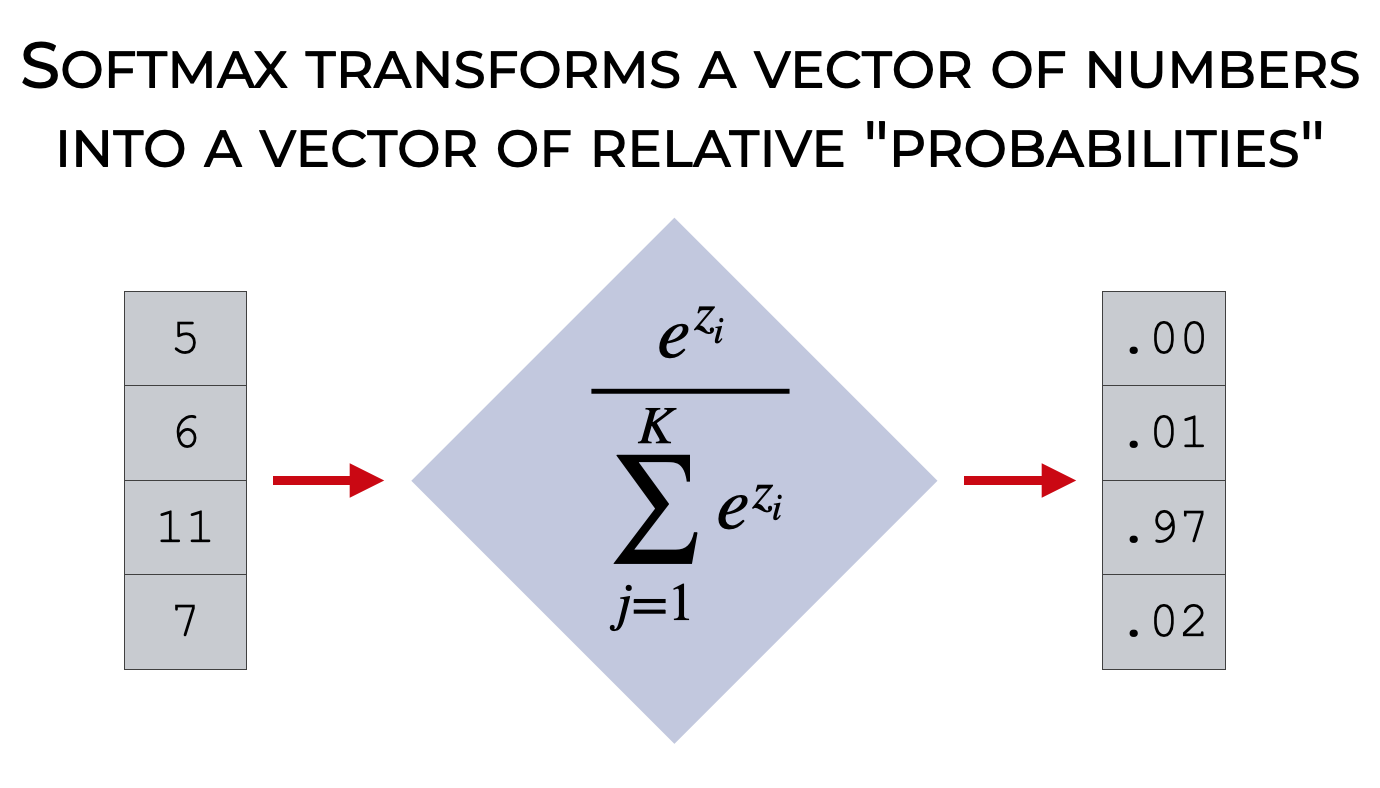 SOFTMAX TRANSFORMS A VECTOR OF NUMBERS
INTO A VECTOR OF RELATIVE "PROBABILITIES"
5
6
11
7
e^{z_i}
K
∑ e^{z_i}
j=1
.00
.01
.97
.02